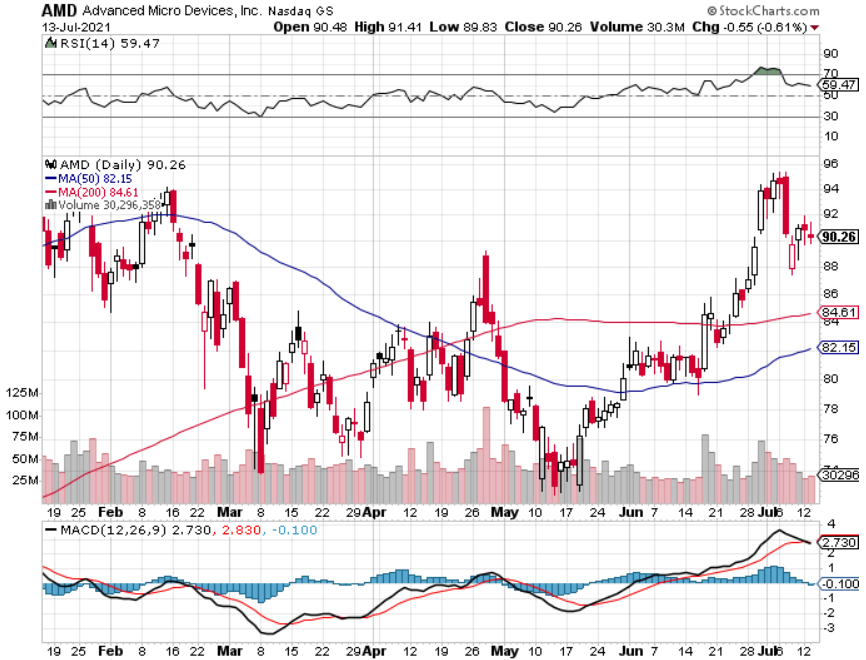 AMD Advanced Micro Devices, Inc. Nasdaq GS © StockCharts.com
13-Jul-2021 Open 90.48 High 91.41 Low 89.83 Close 90.26 Volume 30.3M Chg -0.55 (-0.61%)
RSI(14) 59.47
90
70
59.47
50
30
10
AMD (Daily) 90.26
MA(50) 82.15
MA(200) 84.61
Volume 30,296,358
96
94
92
90.26
88
86
84.61
84
82.15
80
78
76
74
30296
125M
100M
75M
50M
25M
19 25 Feb 8 16 22 Mar 8 15 22 29 Apr 12 19 26 May 10 17 24 Jun 7 14 21 28 Jul 6 12
MACD(12,26,9) 2.730, 2.830, -0.100
4
2.730
2
1
-0.100
-1
-2
-3
19 25 Feb 8 16 22 Mar 8 15 22 29 Apr 12 19 26 May 10 17 24 Jun 7 14 21 28 Jul 6 12